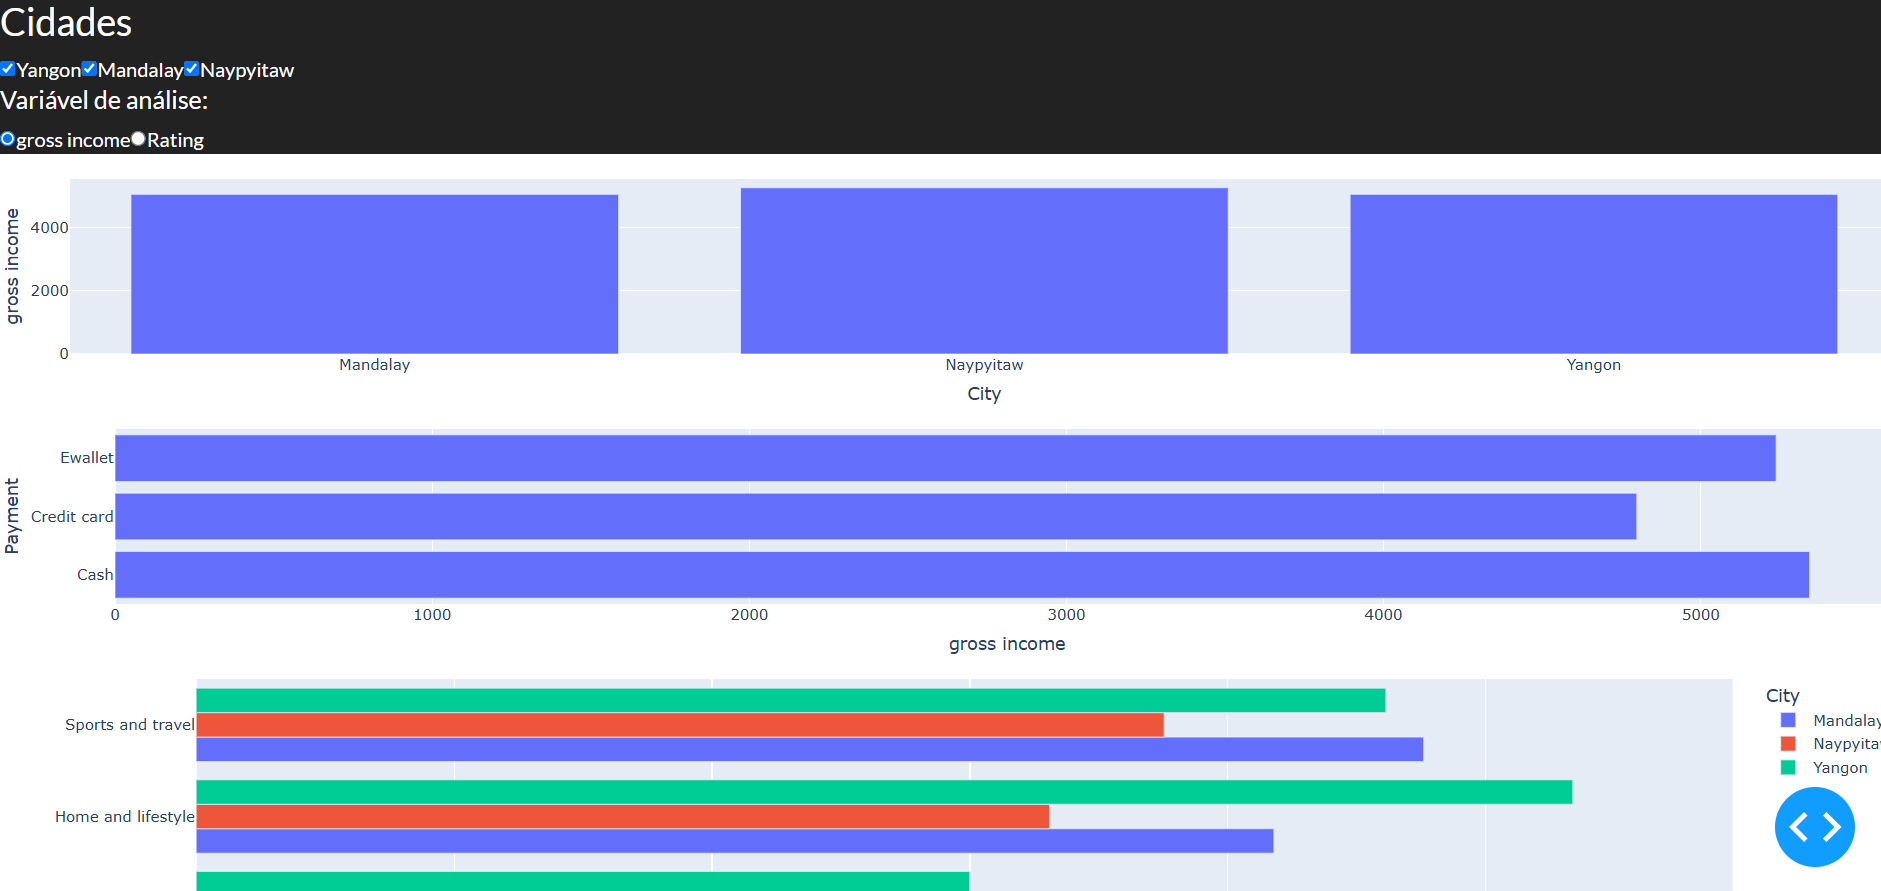 Cidades
Yangon Mandalay Naypyitaw
Variável de análise:
gross income Rating
gross income
4000
2000
0
Mandalay Naypyitaw Yangon
City
Payment
Ewallet
Credit card
Cash
0 1000 2000 3000 4000 5000
gross income
Sports and travel
Home and lifestyle
City
Mandalay
Naypyita
Yangon